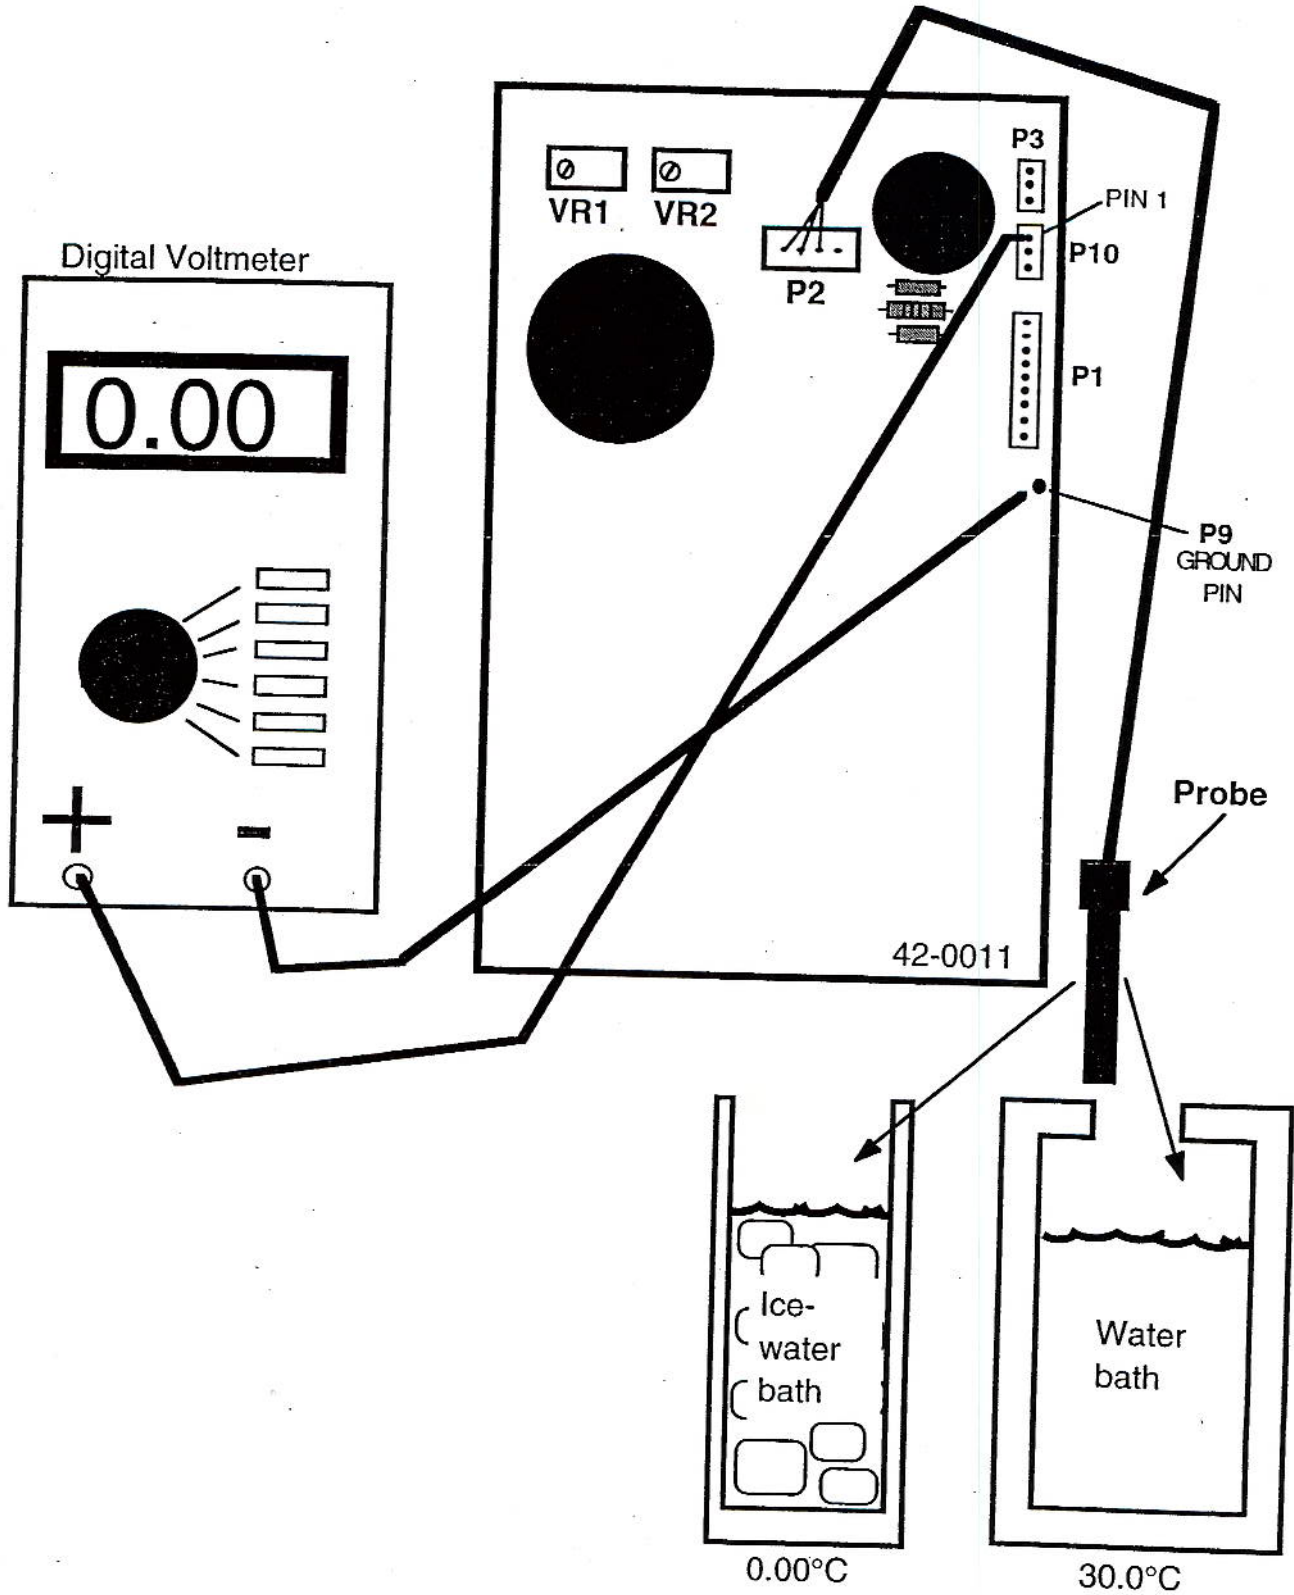 P3
VR1
VR2
PIN 1
P10
Digital Voltmeter
P2
0.00
P1
P9
GROUND
PIN
+
-
Probe
42-0011
Ice-
water
bath
Water
bath
0.00°C
30.0°C